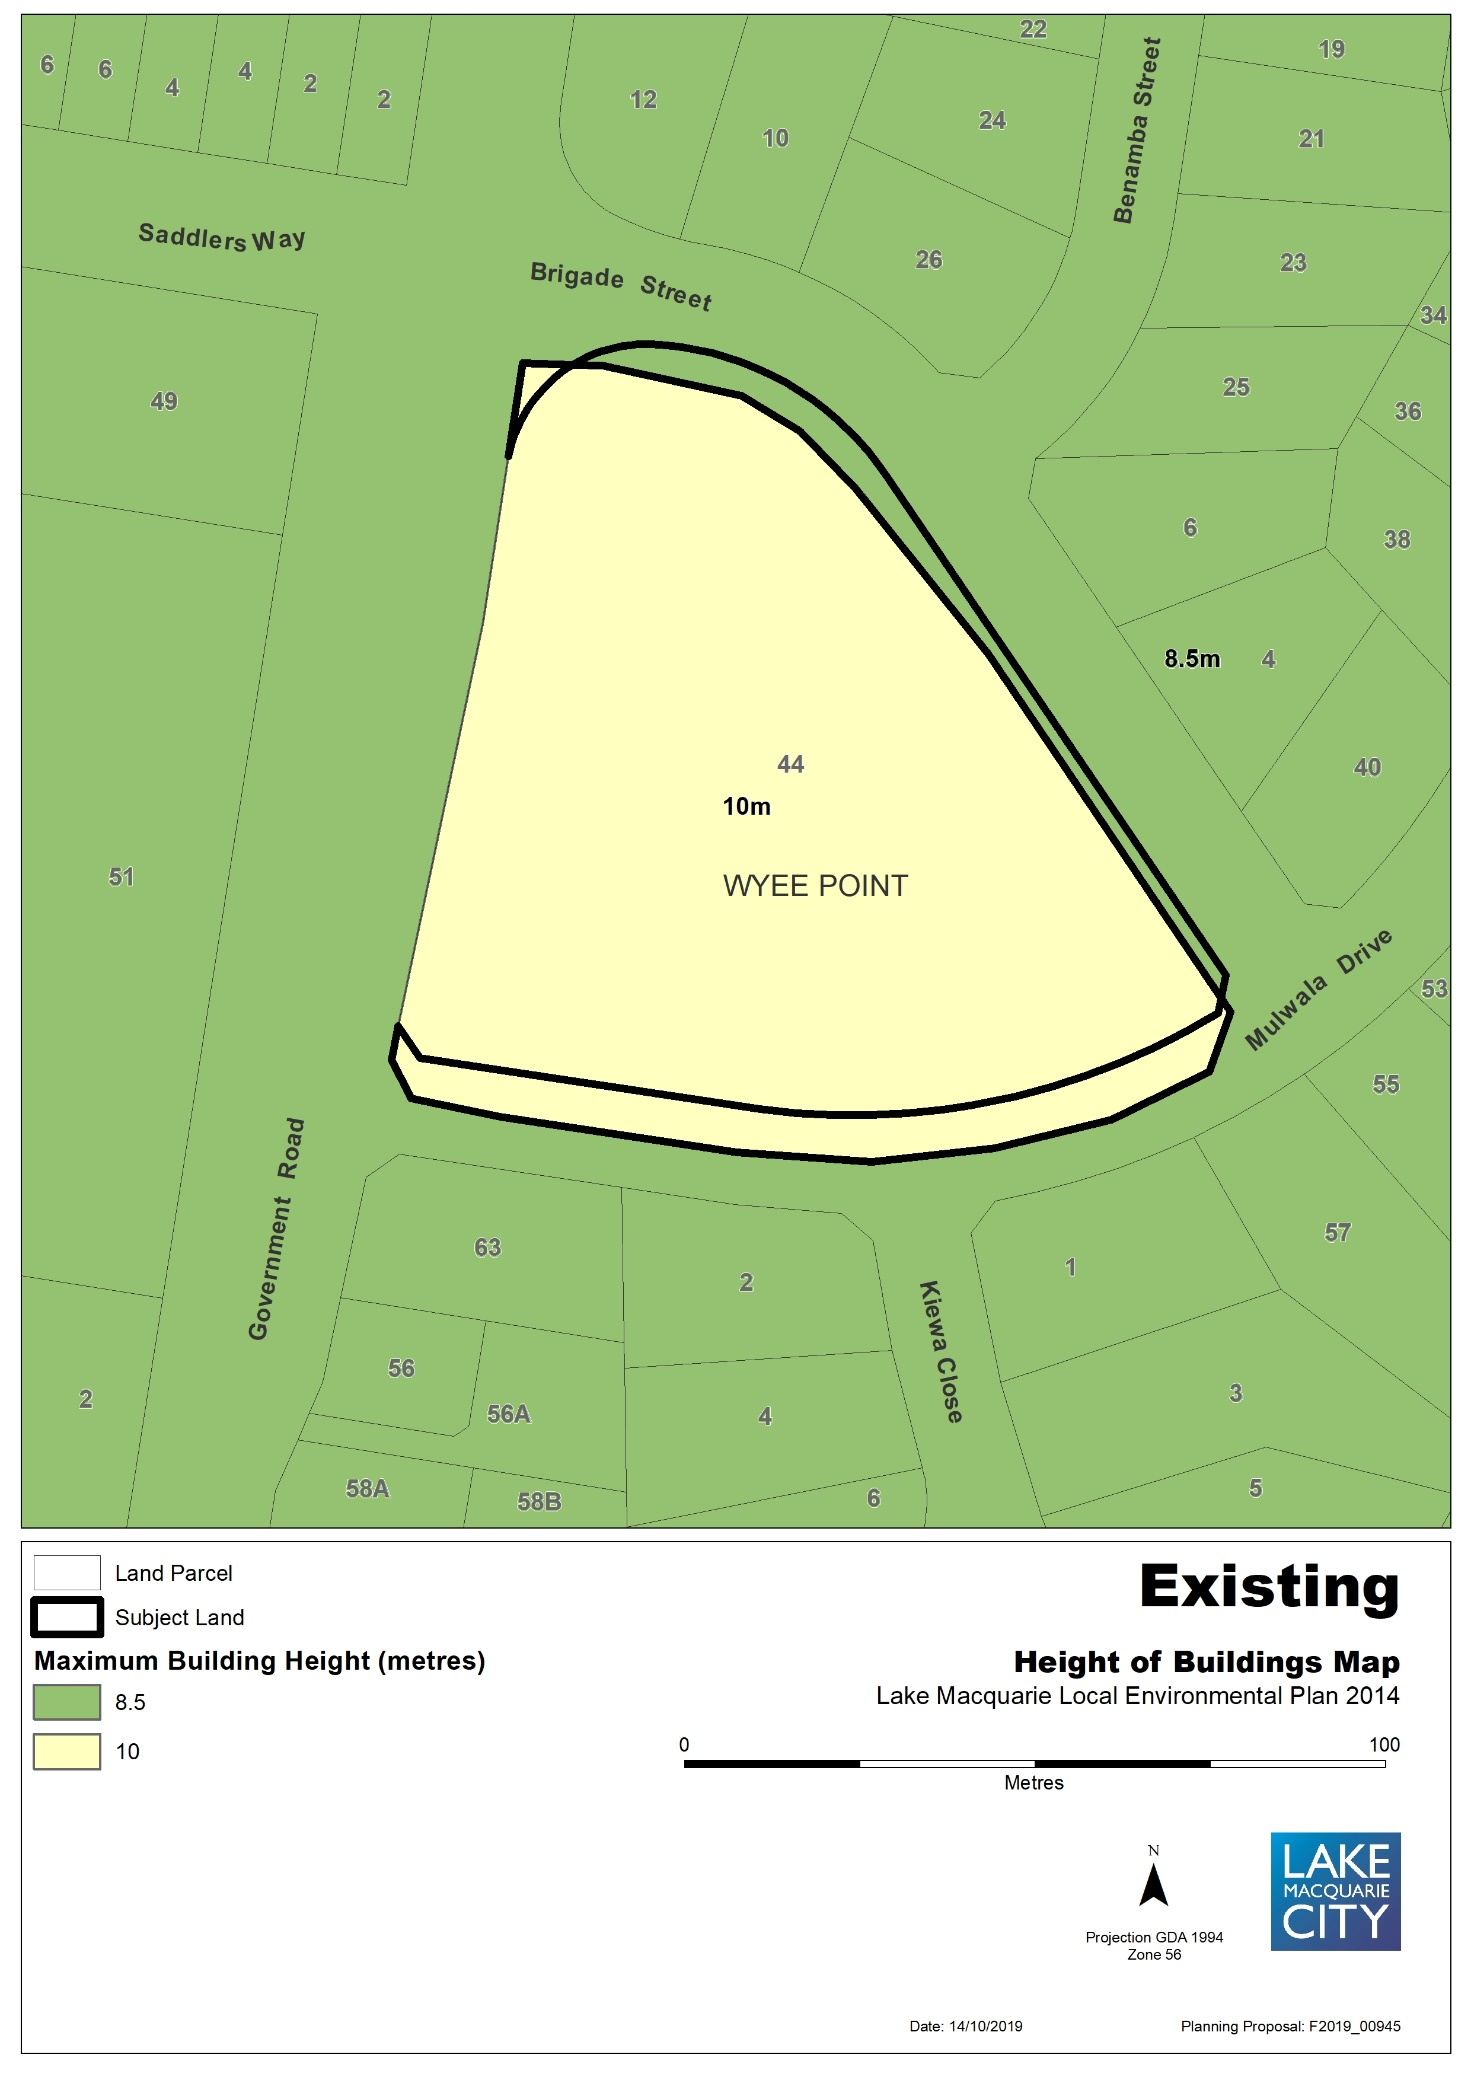 22
19
6
6
4
4
2
2
12
10
24
21
Benamba Street
Saddlers Way
Brigade Street
26
23
34
49
25
36
6
38
8.5m
4
44
40
10m
51
WYEE POINT
Mulwala Drive
53
55
Government Road
63
2
1
57
Kiewa Close
56
56A
2
4
3
58A
58B
6
5
Land Parcel
Subject Land
Maximum Building Height (metres)
8.5
10
Existing
Height of Buildings Map
Lake Macquarie Local Environmental Plan 2014
0
100
Metres
N
Projection GDA 1994
Zone 56
LAKE
MACQUARIE
CITY
Date: 14/10/2019
Planning Proposal: F2019_00945